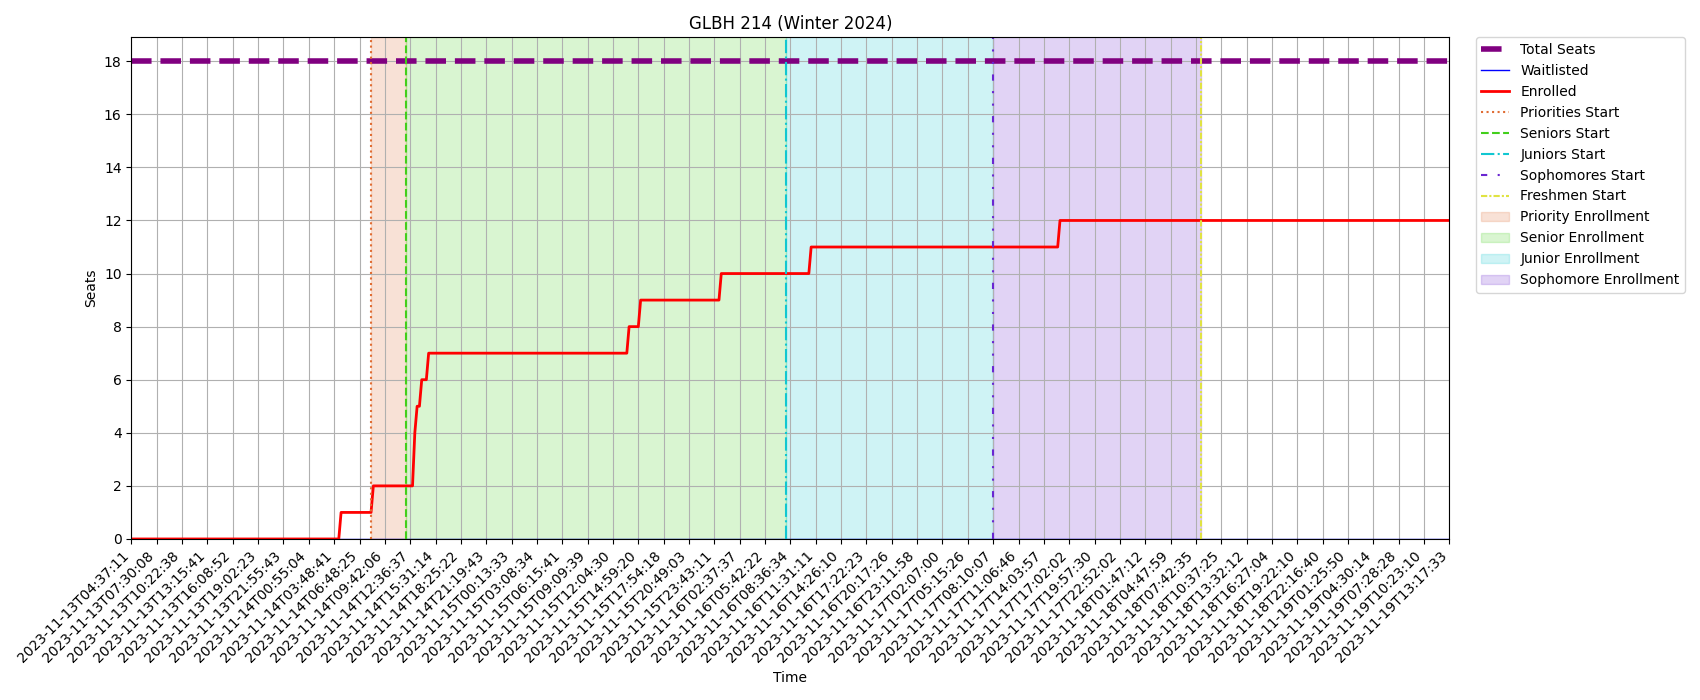 GLBH 214 (Winter 2024)
Total Seats
Waitlisted
Enrolled
Priorities Start
Seniors Start
Juniors Start
Sophomores Start
Freshmen Start
Priority Enrollment
Senior Enrollment
Junior Enrollment
Sophomore Enrollment
Seats
18
16
14
12
10
8
6
4
2
0
2023-11-13T04:37:11
2023-11-13T07:30:08
2023-11-13T10:22:38
2023-11-13T13:15:41
2023-11-13T16:08:52
2023-11-13T19:02:23
2023-11-13T21:55:43
2023-11-14T00:55:04
2023-11-14T03:48:41
2023-11-14T06:48:25
2023-11-14T09:42:06
2023-11-14T12:36:37
2023-11-14T15:31:14
2023-11-14T18:25:22
2023-11-14T21:19:43
2023-11-15T00:13:33
2023-11-15T03:08:34
2023-11-15T06:15:41
2023-11-15T09:09:39
2023-11-15T12:04:30
2023-11-15T14:59:20
2023-11-15T17:54:18
2023-11-15T20:49:03
2023-11-15T23:43:11
2023-11-16T02:37:37
2023-11-16T05:42:22
2023-11-16T08:36:34
2023-11-16T11:31:11
2023-11-16T14:26:10
2023-11-16T17:22:23
2023-11-16T20:17:26
2023-11-16T23:11:58
2023-11-17T02:07:00
2023-11-17T05:15:26
2023-11-17T08:10:07
2023-11-17T11:06:46
2023-11-17T14:03:57
2023-11-17T17:02:02
2023-11-17T19:57:30
2023-11-17T22:52:02
2023-11-18T01:47:12
2023-11-18T04:47:59
2023-11-18T07:42:35
2023-11-18T10:37:25
2023-11-18T13:32:12
2023-11-18T16:27:04
2023-11-18T19:22:10
2023-11-18T22:16:40
2023-11-19T01:25:50
2023-11-19T04:30:14
2023-11-19T07:28:28
2023-11-19T10:23:10
2023-11-19T13:17:33
Time